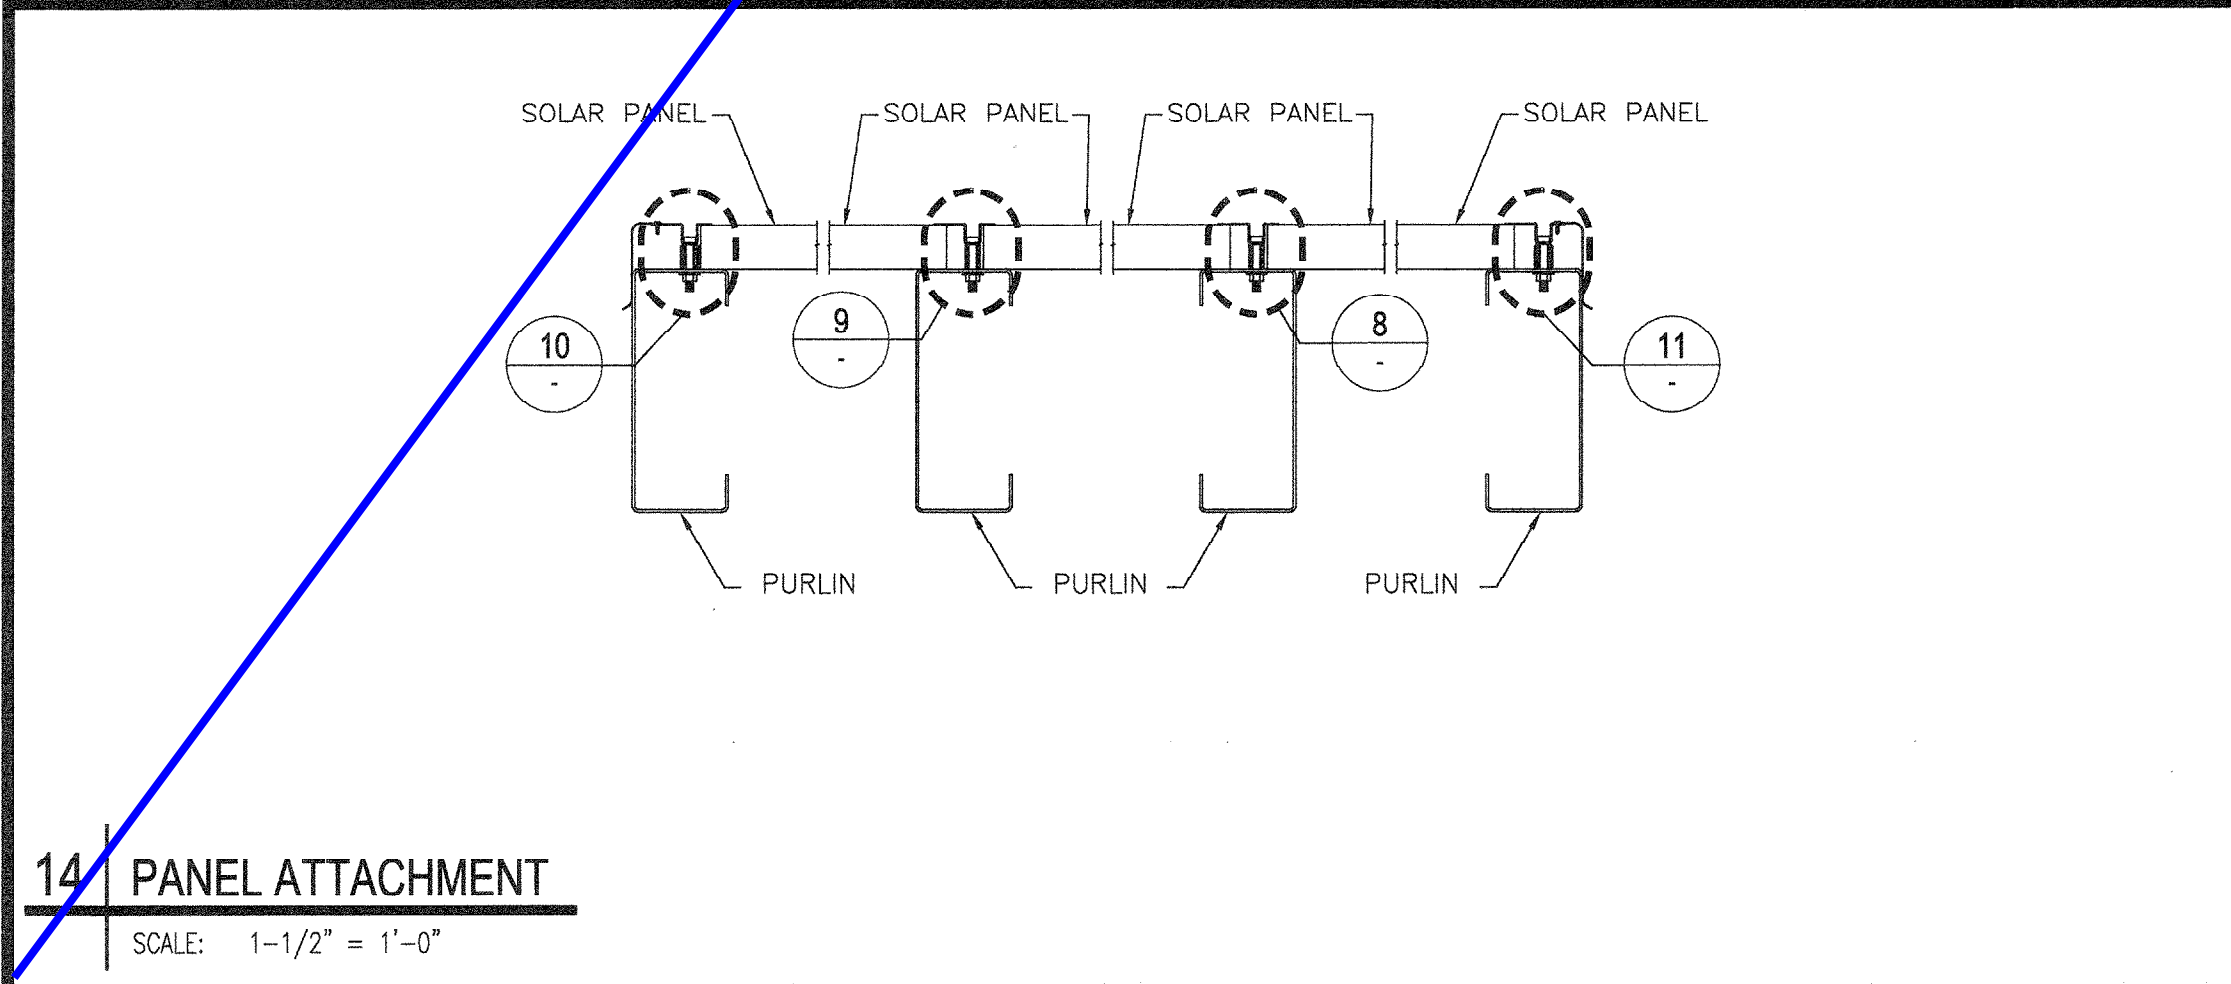 SOLAR PANEL SOLAR PANEL SOLAR PANEL SOLAR PANEL
10
-
9
-
8
-
11
-
PURLIN PURLIN PURLIN
14 PANEL ATTACHMENT
SCALE: 1-1/2" = 1'-0"